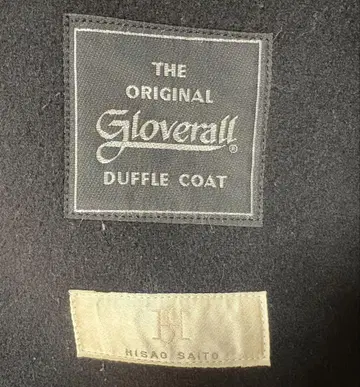 THE
ORIGINAL
Gloverall®
DUFFLE COAT
H
HISAO SAITO